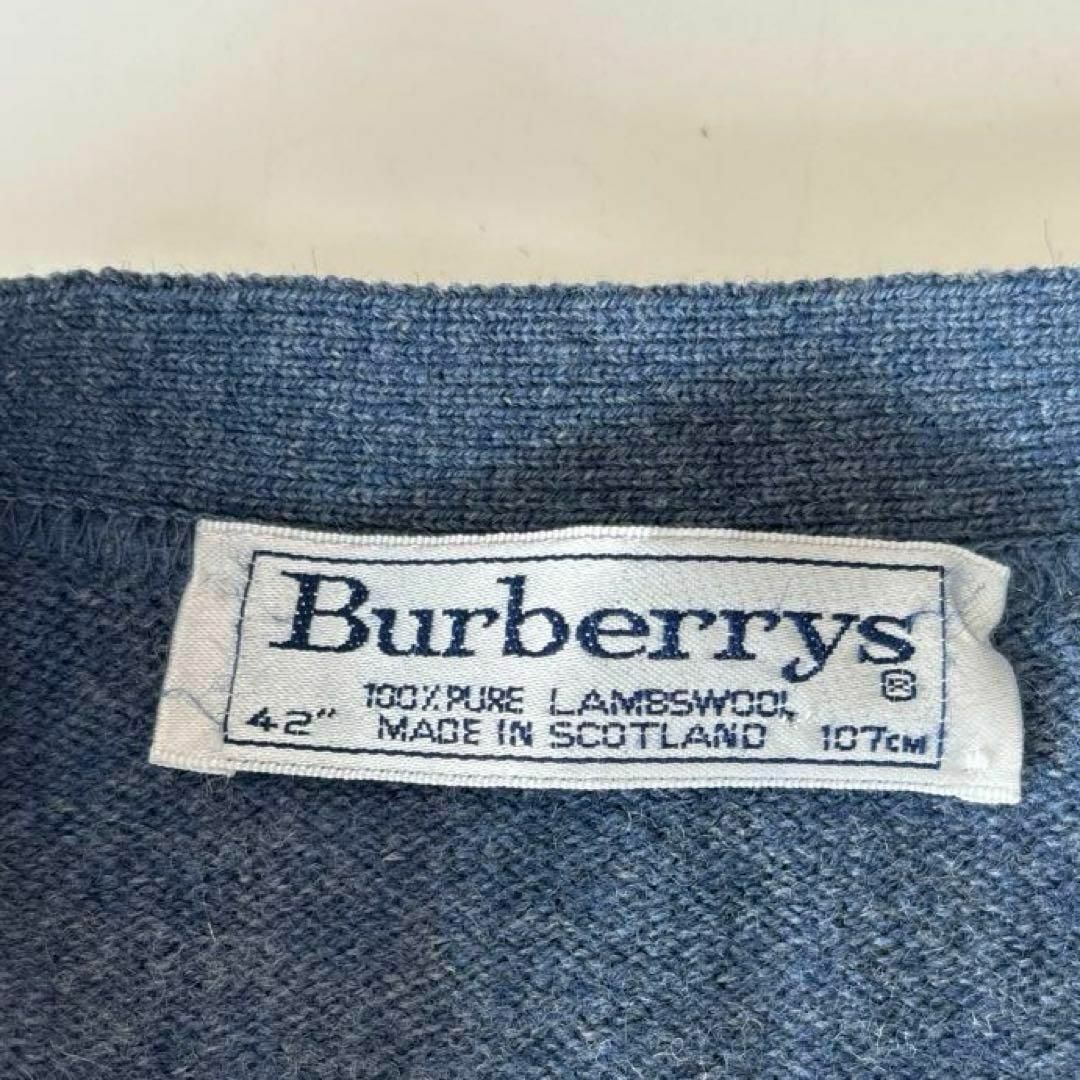 Burberrys®
100% PURE LAMBSWOOL
42" MADE IN SCOTLAND 107CM